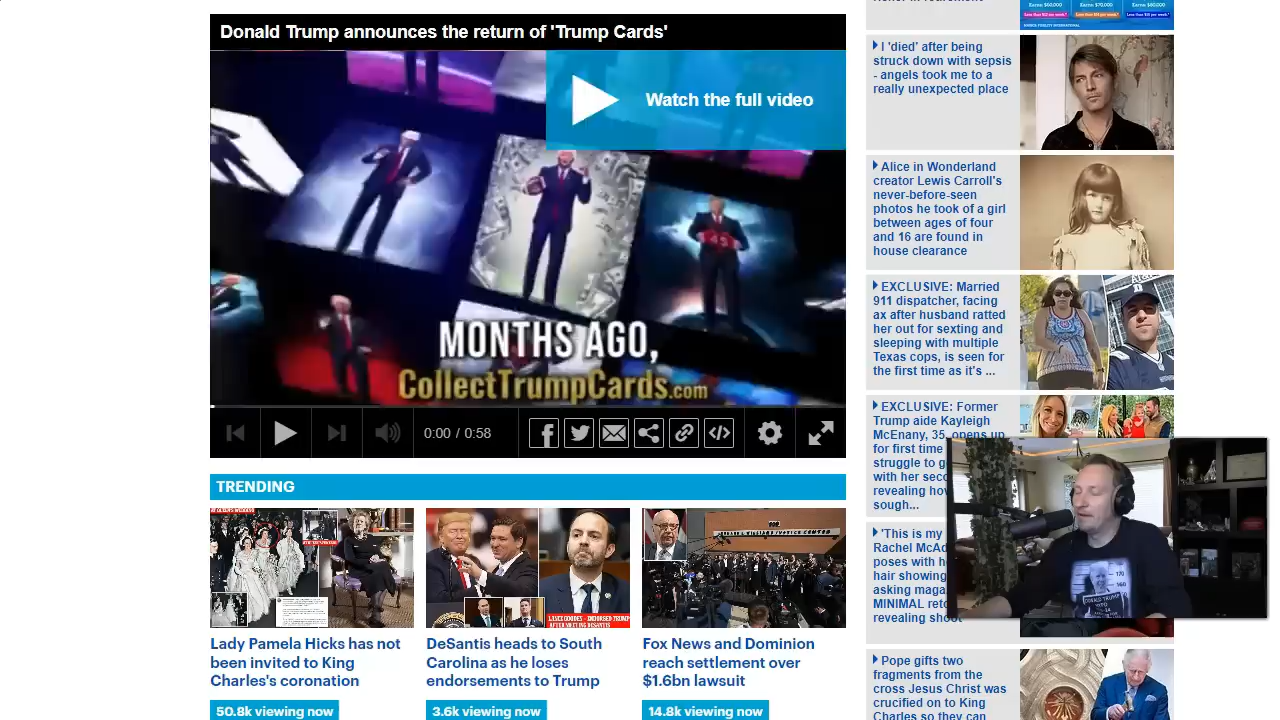 Donald Trump announces the return of 'Trump Cards'
Watch the full video
MONTHS AGO,
CollectTrumpCards.com
0:00 / 0:58
TRENDING
Lady Pamela Hicks has not
been invited to King
Charles's coronation
50.8k viewing now
DeSantis heads to South
Carolina as he loses
endorsements to Trump
3.6k viewing now
Fox News and Dominion
reach settlement over
$1.6bn lawsuit
14.8k viewing now
I 'died' after being
struck down with sepsis
- angels took me to a
really unexpected place
Alice in Wonderland
creator Lewis Carroll's
never-before-seen
photos he took of a girl
between ages of four
and 16 are found in
house clearance
EXCLUSIVE: Married
911 dispatcher, facing
ax after husband ratted
her out for sexting and
sleeping with multiple
Texas cops, is seen for
the first time as it's ...
EXCLUSIVE: Former
Trump aide Kayleigh
McEnany, 35, opens up
for first time
struggle to
with her
revealing
sough...
'This is my
Rachel
poses with
hair showing
asking
MINIMAL
revealing
Pope gifts two
fragments from the
cross Jesus Christ was
crucified on to King
Charles so they can
DONALD TRUMP